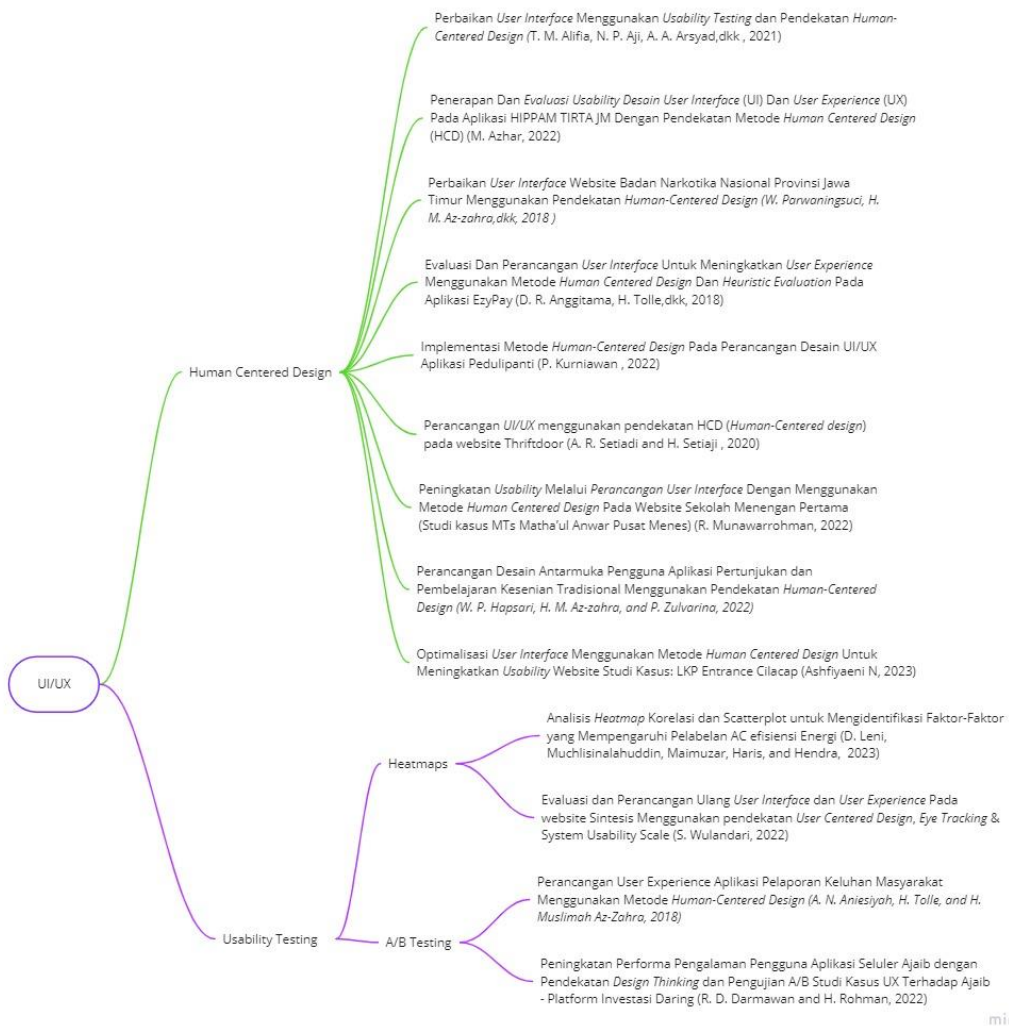 Perbaikan User Interface Menggunakan Usability Testing dan Pendekatan Human-
Centered Design (T. M. Alifia, N. P. Aji, A. A. Arsyad,dkk , 2021)
Penerapan Dan Evaluasi Usability Desain User Interface (UI) Dan User Experience (UX)
Pada Aplikasi HIPPAM TIRTA JM Dengan Pendekatan Metode Human Centered Design
(HCD) (M. Azhar, 2022)
Perbaikan User Interface Website Badan Narkotika Nasional Provinsi Jawa
Timur Menggunakan Pendekatan Human-Centered Design (W. Parwaningsuci, H.
M. Az-zahra,dkk, 2018 )
Evaluasi Dan Perancangan User Interface Untuk Meningkatkan User Experience
Menggunakan Metode Human Centered Design Dan Heuristic Evaluation Pada
Aplikasi EzyPay (D. R. Anggitama, H. Tolle,dkk, 2018)
Implementasi Metode Human-Centered Design Pada Perancangan Desain UI/UX
Aplikasi Pedulipanti (P. Kurniawan , 2022)
Human Centered Design
Perancangan UI/UX menggunakan pendekatan HCD (Human-Centered design)
pada website Thriftdoor (A. R. Setiadi and H. Setiaji , 2020)
Peningkatan Usability Melalui Perancangan User Interface Dengan Menggunakan
Metode Human Centered Design Pada Website Sekolah Menengan Pertama
(Studi kasus MTs Matha'ul Anwar Pusat Menes) (R. Munawarrohman, 2022)
Perancangan Desain Antarmuka Pengguna Aplikasi Pertunjukan dan
Pembelajaran Kesenian Tradisional Menggunakan Pendekatan Human-Centered
Design (W. P. Hapsari, H. M. Az-zahra, and P. Zulvarina, 2022)
Optimalisasi User Interface Menggunakan Metode Human Centered Design Untuk
Meningkatkan Usability Website Studi Kasus: LKP Entrance Cilacap (Ashfiyaeni N, 2023)
UI/UX
Analisis Heatmap Korelasi dan Scatterplot untuk Mengidentifikasi Faktor-Faktor
yang Mempengaruhi Pelabelan AC efisiensi Energi (D. Leni,
Muchlisinalahuddin, Maimuzar, Haris, and Hendra, 2023)
Heatmaps
Evaluasi dan Perancangan Ulang User Interface dan User Experience Pada
website Sintesis Menggunakan pendekatan User Centered Design, Eye Tracking &
System Usability Scale (S. Wulandari, 2022)
Perancangan User Experience Aplikasi Pelaporan Keluhan Masyarakat
Menggunakan Metode Human-Centered Design (A. N. Aniesiyah, H. Tolle, and H.
Muslimah Az-Zahra, 2018)
Usability Testing
A/B Testing
Peningkatan Performa Pengalaman Pengguna Aplikasi Seluler Ajaib dengan
Pendekatan Design Thinking dan Pengujian A/B Studi Kasus UX Terhadap Ajaib
- Platform Investasi Daring (R. D. Darmawan and H. Rohman, 2022)